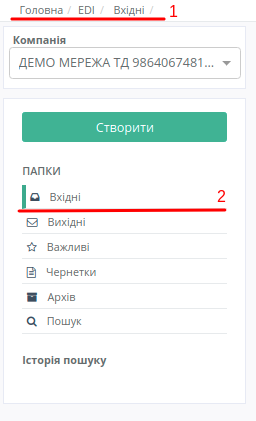 Головна / EDI / Вхідні / 1
Компанія
ДЕМО МЕРЕЖА ТД 9864067481...
Створити
ПАПКИ
Вхідні 2
Вихідні
Важливі
Чернетки
Архів
Пошук
Історія пошуку